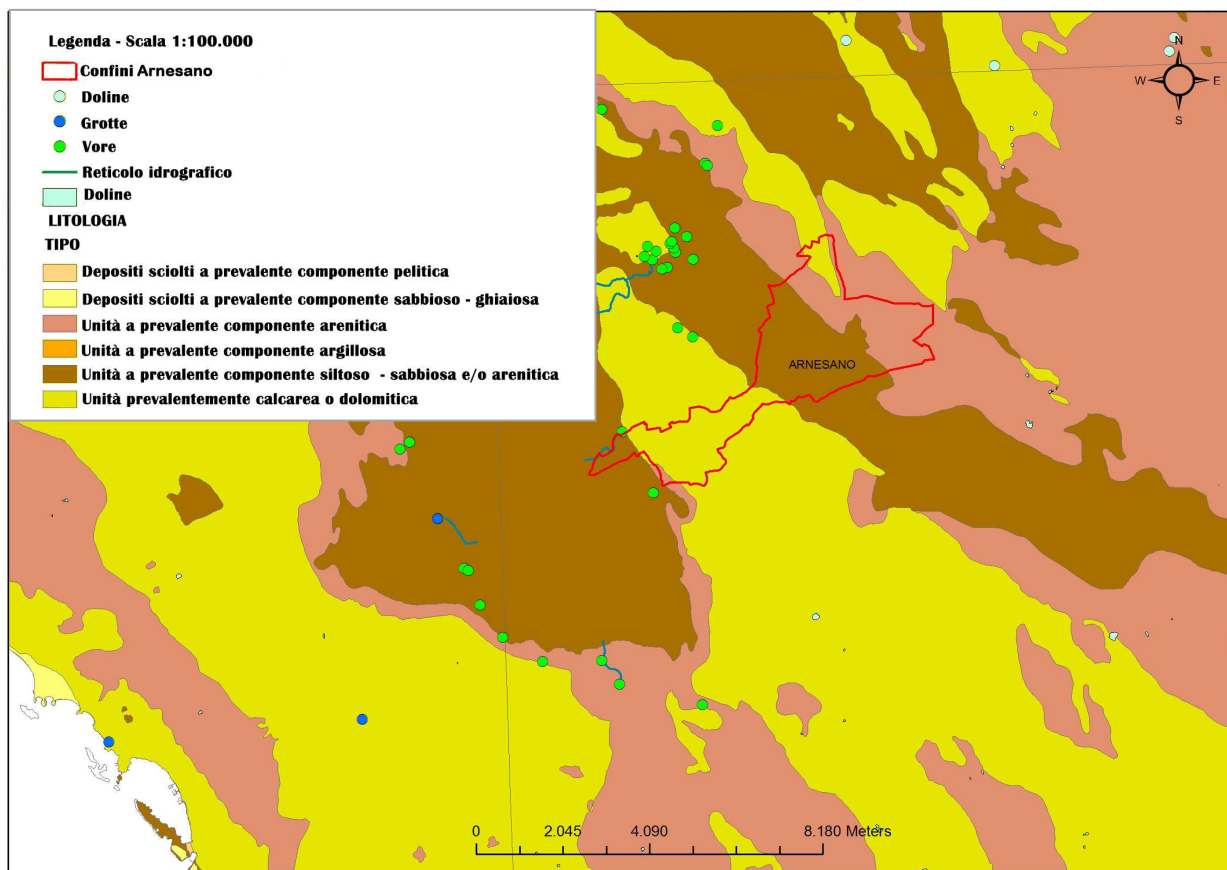 Legenda - Scala 1:100.000
Confini Arnesano
Doline
Grotte
Vore
Reticolo idrografico
Doline
LITOLOGIA
TIPO
Depositi sciolti a prevalente componente pelitica
Depositi sciolti a prevalente componente sabbioso - ghiaiosa
Unità a prevalente componente arenitica
Unità a prevalente componente argillosa
Unità a prevalente componente siltoso - sabbiosa e/o arenitica
Unità prevalentemente calcarea o dolomitica
N
W E
S
ARNESANO
0 2.045 4.090 8.180 Meters